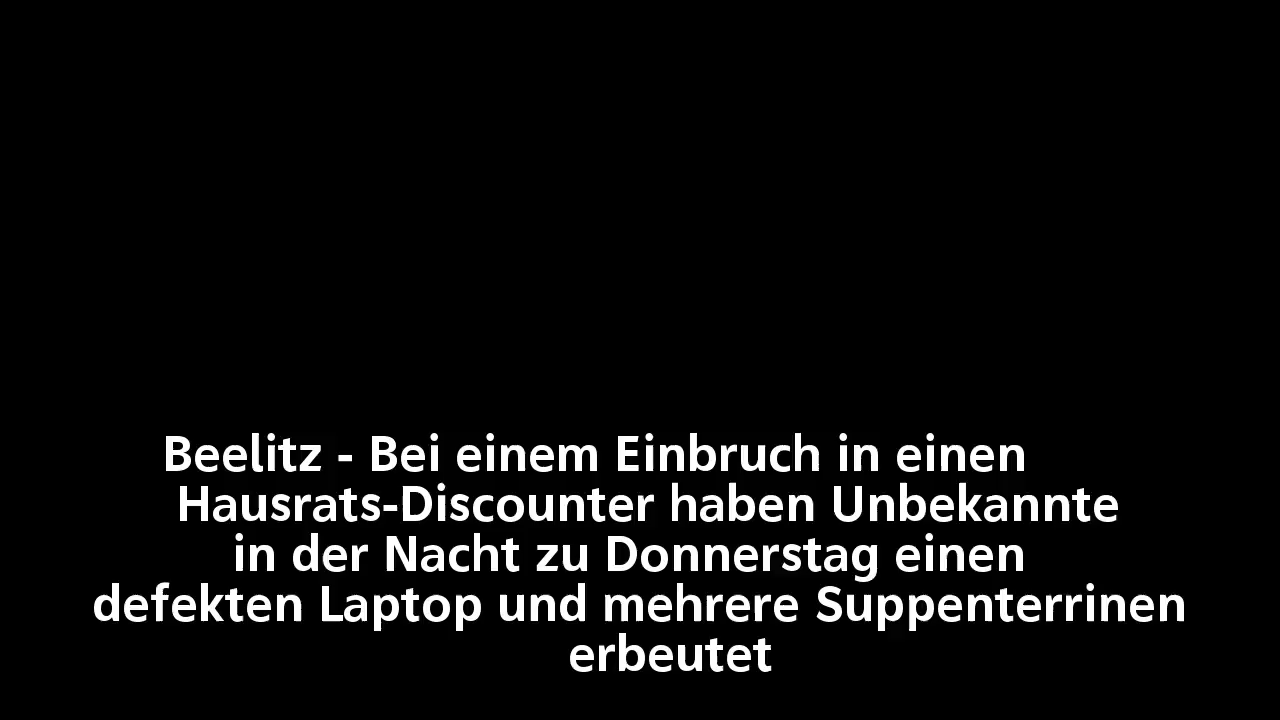 Beelitz - Bei einem Einbruch in einen
Hausrats-Discounter haben Unbekannte
in der Nacht zu Donnerstag einen
defekten Laptop und mehrere Suppenterrinen
erbeutet